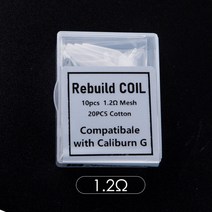 Rebuild COIL
10pcs 1.2Ω Mesh
20PCS Cotton
Compatibale
with Caliburn G
1.2Ω